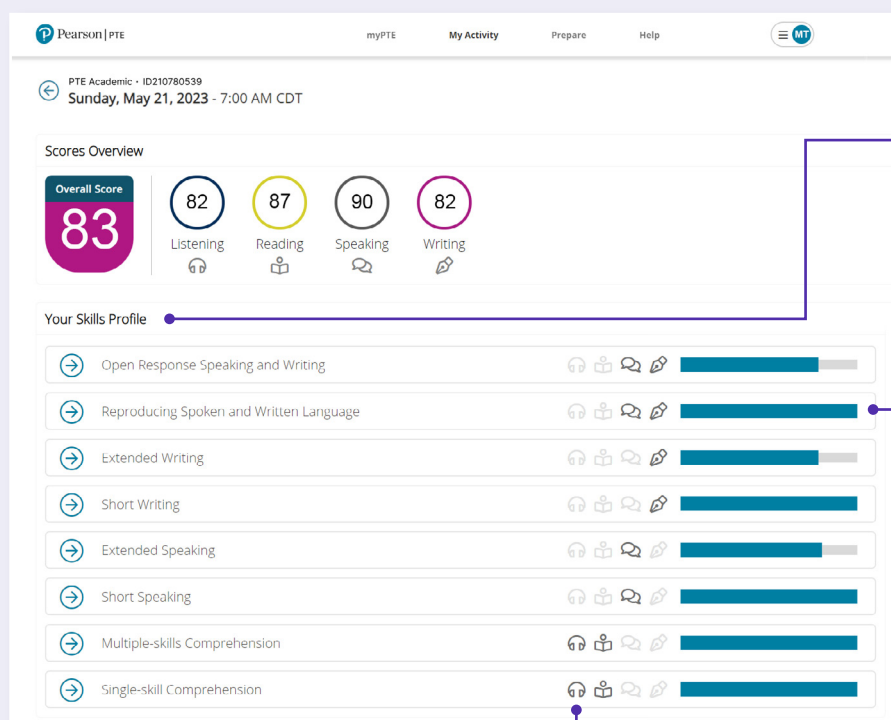 Pearson | PTE
myPTE
My Activity
Prepare
Help
MT
PTE Academic · ID210780539
Sunday, May 21, 2023 - 7:00 AM CDT
Scores Overview
Overall Score
83
82
87
90
82
Listening
Reading
Speaking
Writing
Your Skills Profile
Open Response Speaking and Writing
Reproducing Spoken and Written Language
Extended Writing
Short Writing
Extended Speaking
Short Speaking
Multiple-skills Comprehension
Single-skill Comprehension